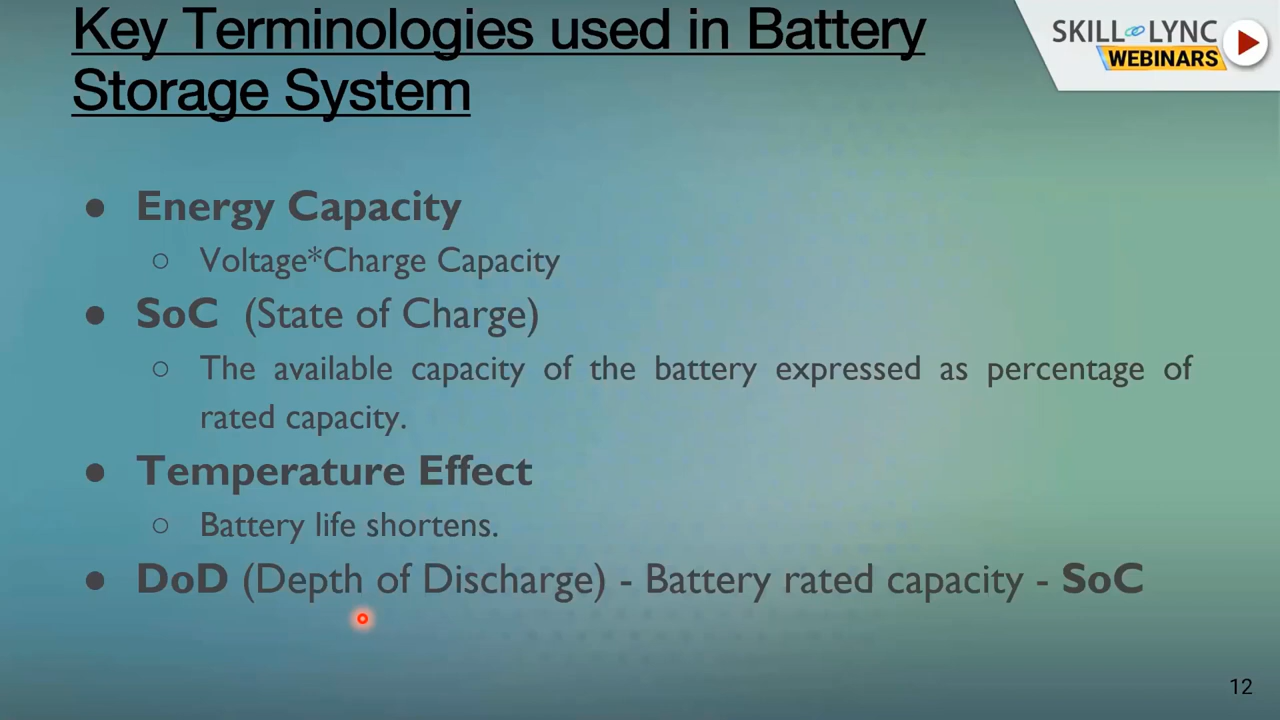 Key Terminologies used in Battery
Storage System
SKILL LYNC
WEBINARS
● Energy Capacity
○ Voltage*Charge Capacity
● SoC (State of Charge)
○ The available capacity of the battery expressed as percentage of
rated capacity.
● Temperature Effect
○ Battery life shortens.
● DoD (Depth of Discharge) - Battery rated capacity - SoC
12